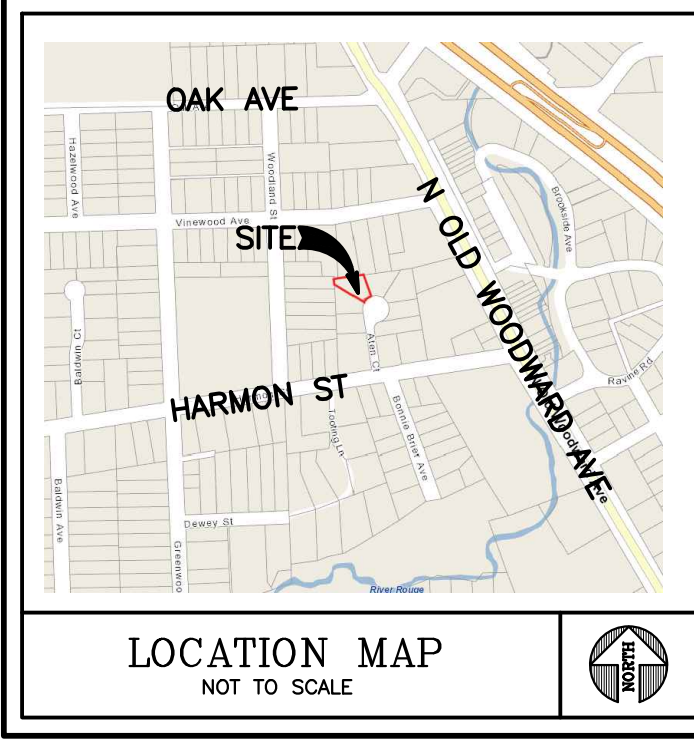 OAK AVE
Hazelwood Ave
Woodland St
Vinewood Ave
SITE
N OLD WOODWARD AVE
Brookside Ave
Baldwin Ct
Aten Ct
Ravine Rd
HARMON ST
Tooting Ln
Bonnie Brier Ave
Baldwin Ave
Dewey St
Greenwoo
River Rouge
LOCATION MAP
NOT TO SCALE
NORTH